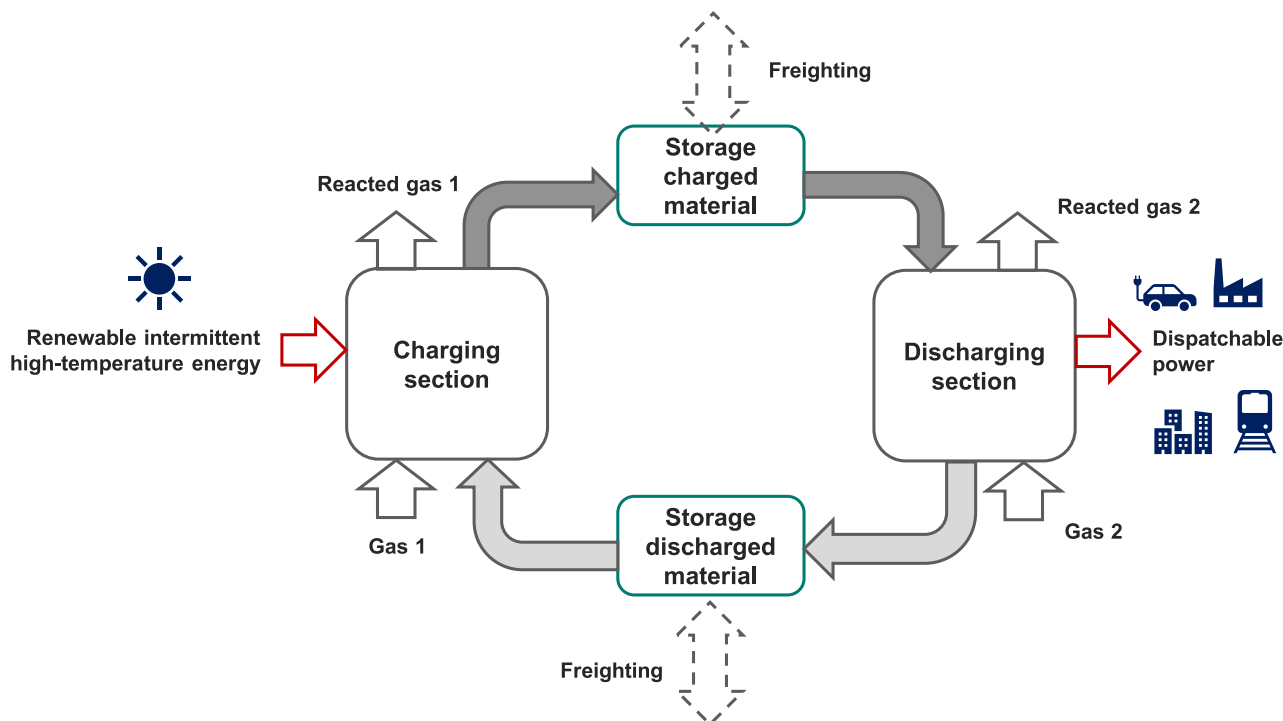 Freighting
Storage
charged
material
Reacted gas 1
Reacted gas 2
Renewable intermittent
high-temperature energy
Charging
section
Discharging
section
Dispatchable
power
Gas 1
Storage
discharged
material
Gas 2
Freighting